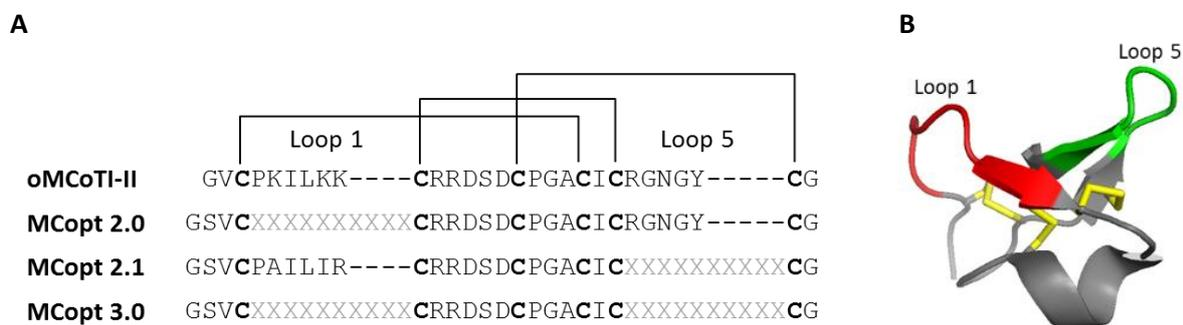 A
B
Loop 5
Loop 1
Loop 1 Loop 5
oMCoTI-II GVCPKILKK----CRRDSDCPGACICRGNGY-----CG
MCopt 2.0 GSVCXXXXXXXXXXCRRDSDCPGACICRGNGY-----CG
MCopt 2.1 GSVCPAILIR----CRRDSDCPGACICXXXXXXXXXXCG
MCopt 3.0 GSVCXXXXXXXXXXCRRDSDCPGACICXXXXXXXXXXCG